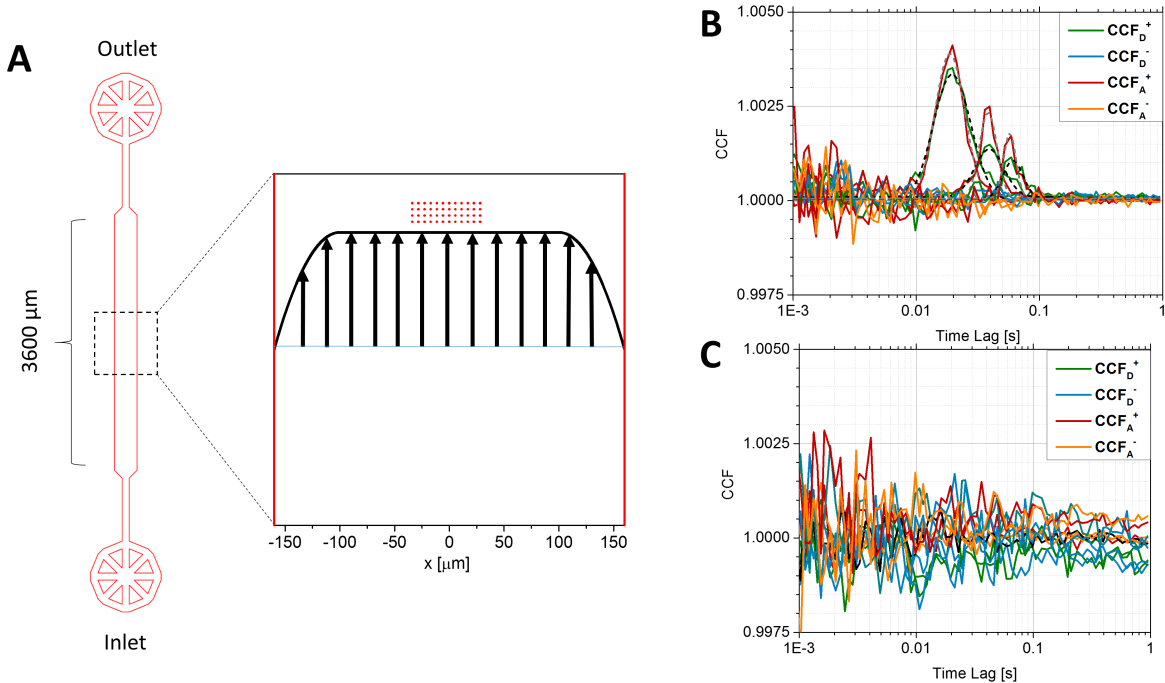 A
Outlet
3600 μm
Inlet
-150 -100 -50 0 50 100 150
x [μm]
B
1.0050
1.0025
1.0000
0.9975
CCF
1E-3 0.01 0.1 1
Time Lag [s]
CCF_D^+
CCF_D^-
CCF_A^+
CCF_A^-
C
1.0050
1.0025
1.0000
0.9975
CCF
1E-3 0.01 0.1 1
Time Lag [s]
CCF_D^+
CCF_D^-
CCF_A^+
CCF_A^-